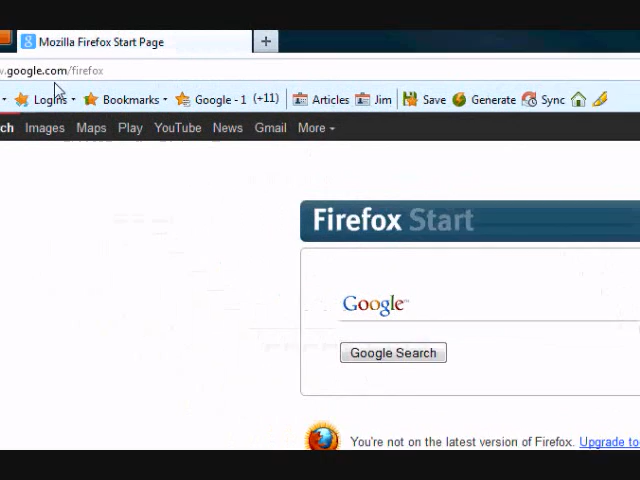 Mozilla Firefox Start Page
.google.com/firefox
Logins Bookmarks Google - 1 (+11) Articles Jim Save Generate Sync
ch Images Maps Play YouTube News Gmail More
Firefox Start
Google™
Google Search
You're not on the latest version of Firefox. Upgrade to